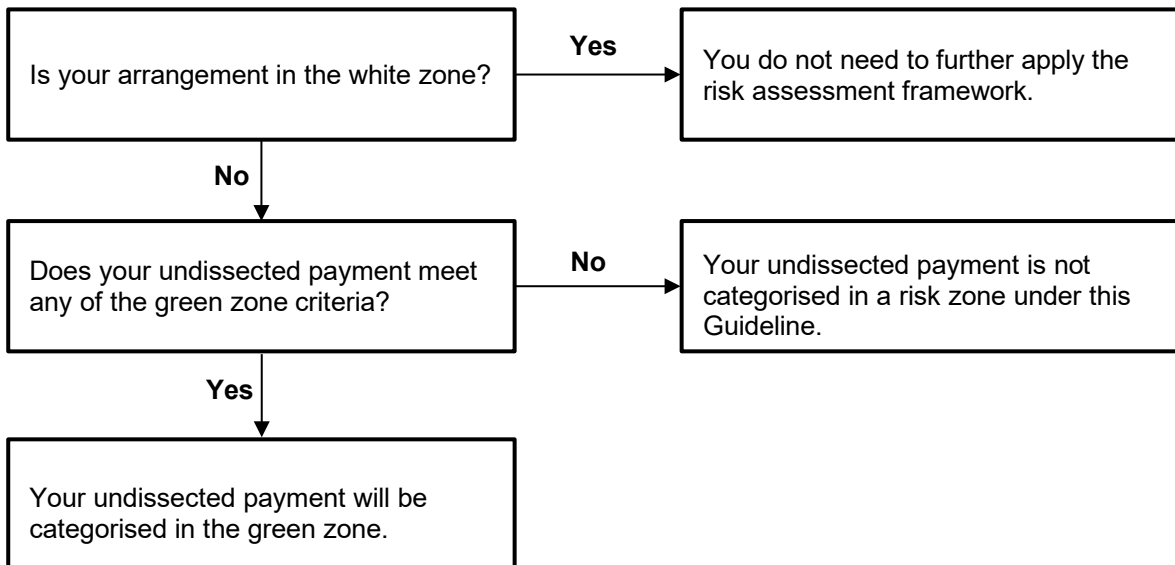 Is your arrangement in the white zone?
Yes
You do not need to further apply the
risk assessment framework.
No
Does your undissected payment meet
any of the green zone criteria?
No
Your undissected payment is not
categorised in a risk zone under this
Guideline.
Yes
Your undissected payment will be
categorised in the green zone.